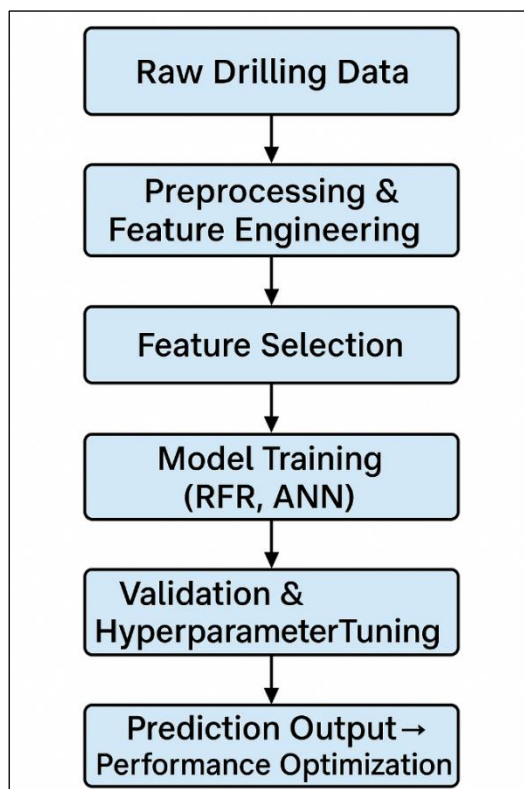 Raw Drilling Data
Preprocessing &
Feature Engineering
Feature Selection
Model Training
(RFR, ANN)
Validation &
HyperparameterTuning
Prediction Output→
Performance Optimization